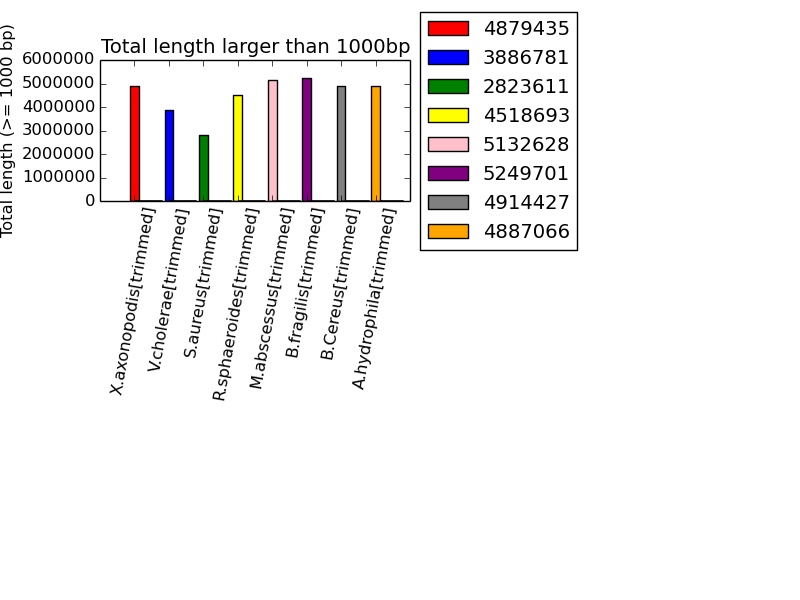 Total length larger than 1000bp
Total length (>= 1000 bp)
6000000
5000000
4000000
3000000
2000000
1000000
0
X.axonopodis[trimmed]
V.cholerae[trimmed]
S.aureus[trimmed]
R.sphaeroides[trimmed]
M.abscessus[trimmed]
B.fragilis[trimmed]
B.Cereus[trimmed]
A.hydrophila[trimmed]
4879435
3886781
2823611
4518693
5132628
5249701
4914427
4887066